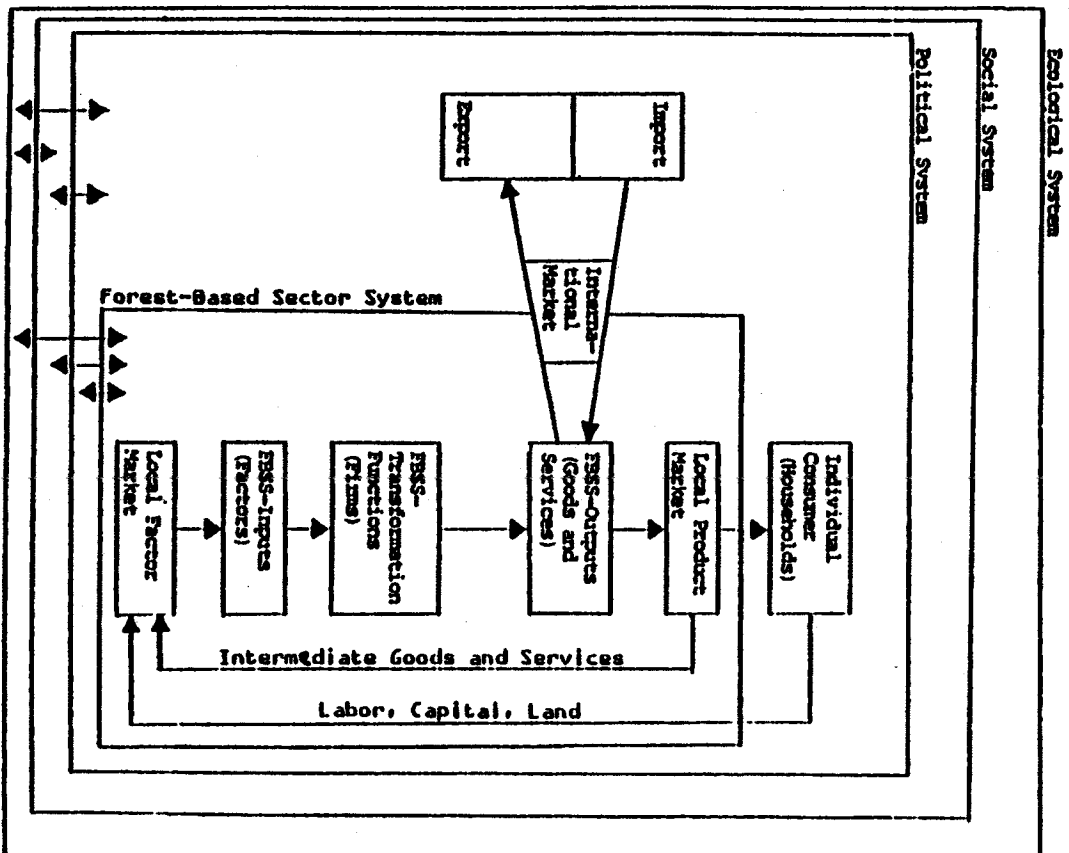 Ecological System
Social System
Political System
Import
Export
Interna-
tional
Market
Forest-Based Sector System
Local Factor
Market
FBSS-Inputs
(Factors)
FBSS-
Transformation
Functions
(Firms)
FBSS-Outputs
(Goods and
Services)
Local Product
Market
Individual
Consumer
(Households)
Intermediate Goods and Services
Labor, Capital, Land